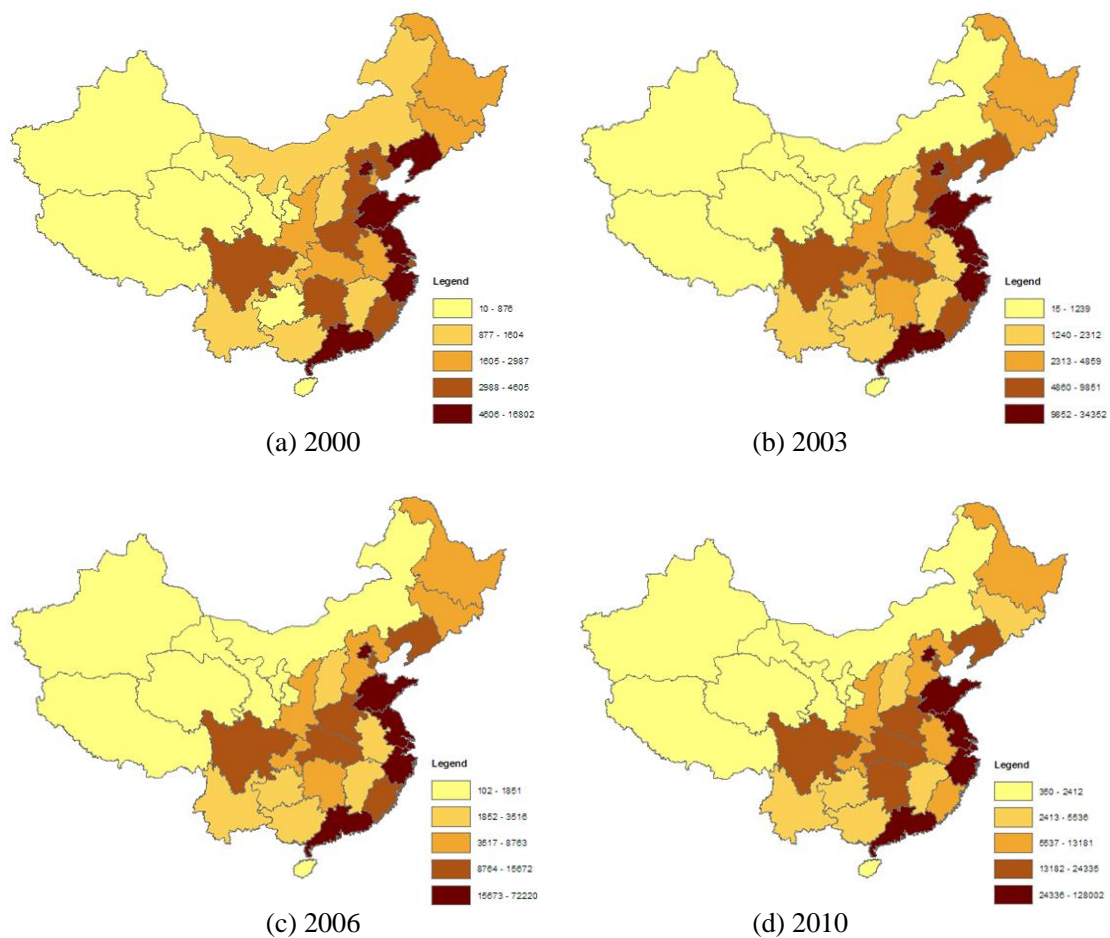 Legend
10 - 876
877 - 1604
1605 - 2987
2988 - 4605
4606 - 16802
(a) 2000
Legend
15 - 1239
1240 - 2312
2313 - 4859
4860 - 9851
9852 - 34352
(b) 2003
Legend
102 - 1851
1852 - 3516
3517 - 8763
8764 - 15672
15673 - 72220
(c) 2006
Legend
360 - 2412
2413 - 5536
5537 - 13181
13182 - 24335
24336 - 128002
(d) 2010